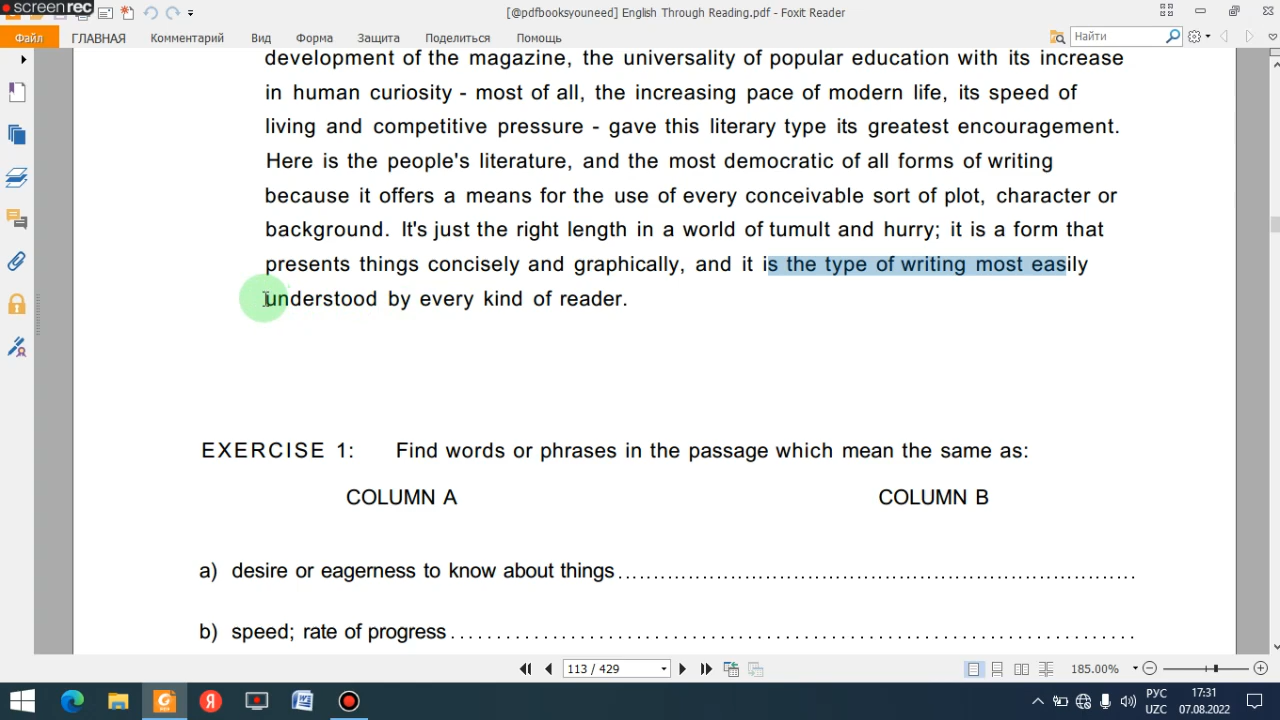 screenrec
[@pdfbooksyouneed] English Through Reading.pdf - Foxit Reader
Файл ГЛАВНАЯ Комментарий Вид Форма Защита Поделиться Помощь Найти
development of the magazine, the universality of popular education with its increase
in human curiosity - most of all, the increasing pace of modern life, its speed of
living and competitive pressure - gave this literary type its greatest encouragement.
Here is the people's literature, and the most democratic of all forms of writing
because it offers a means for the use of every conceivable sort of plot, character or
background. It's just the right length in a world of tumult and hurry; it is a form that
presents things concisely and graphically, and it is the type of writing most easily
understood by every kind of reader.
EXERCISE 1: Find words or phrases in the passage which mean the same as:
COLUMN A COLUMN B
a) desire or eagerness to know about things
b) speed; rate of progress
113 / 429 185.00%
РУС 17:31
UZC 07.08.2022